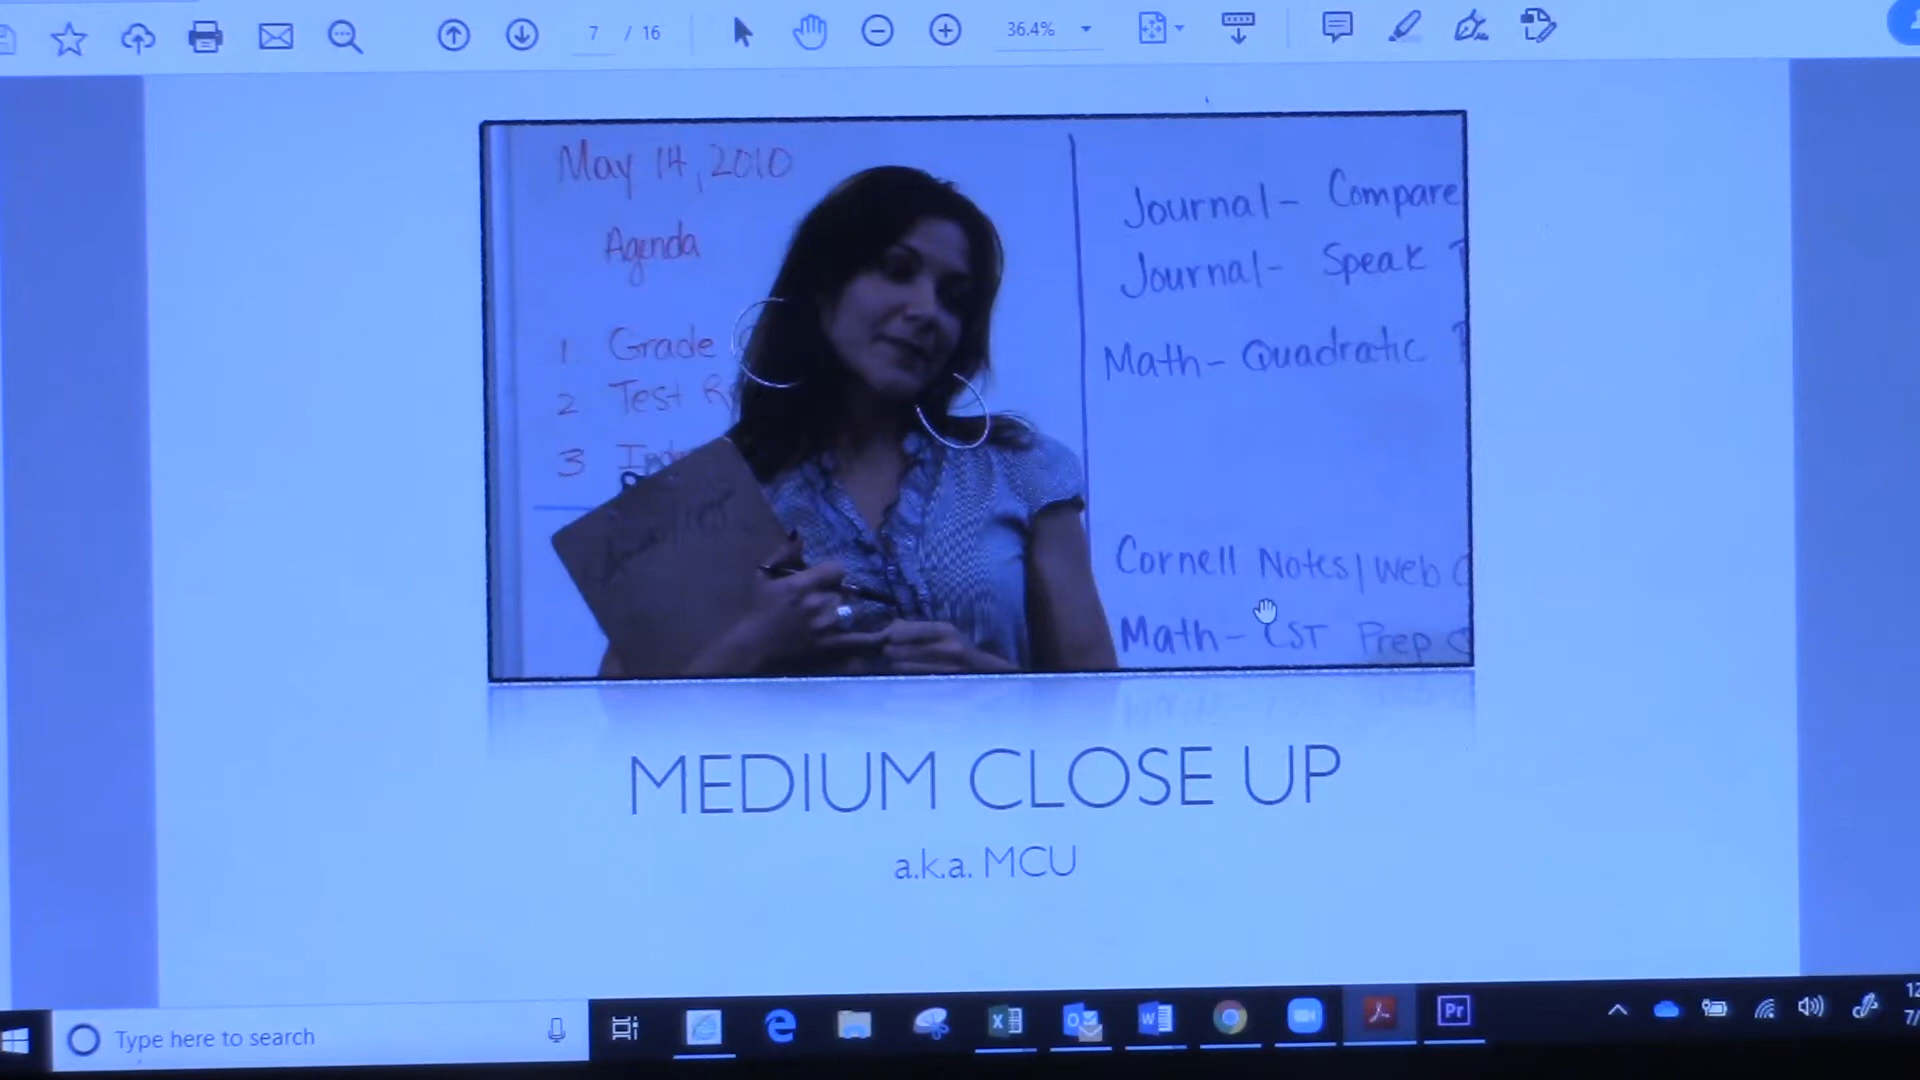 7 / 16
36.4%
May 14, 2010
Agenda
1. Grade
2 Test
3
Journal- Compare
Journal- Speak
Math- Quadratic
Cornell Notes/Web
Math- CST Prep
MEDIUM CLOSE UP
a.k.a. MCU
Type here to search
Pr